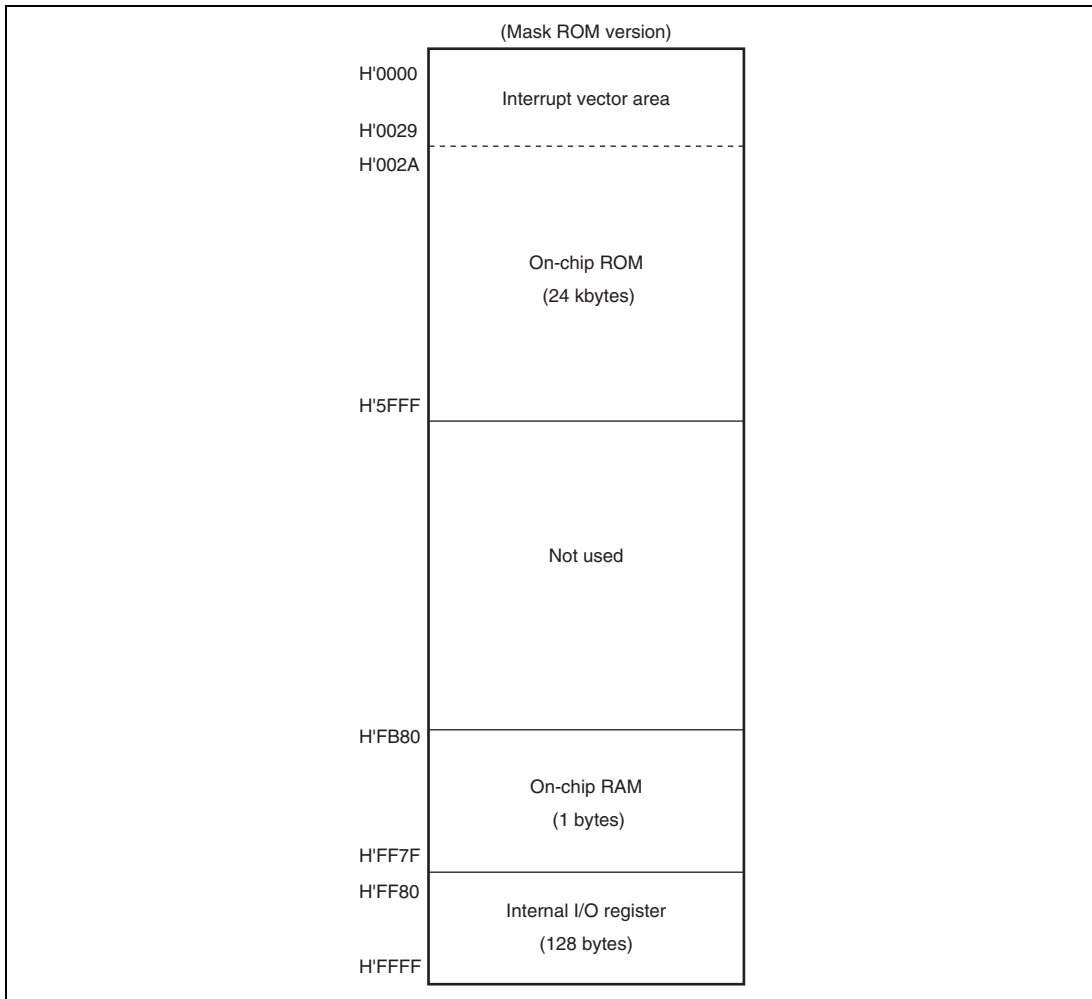 (Mask ROM version)
H'0000
Interrupt vector area
H'0029
H'002A
On-chip ROM
(24 kbytes)
H'5FFF
Not used
H'FB80
On-chip RAM
(1 bytes)
H'FF7F
H'FF80
Internal I/O register
(128 bytes)
H'FFFF